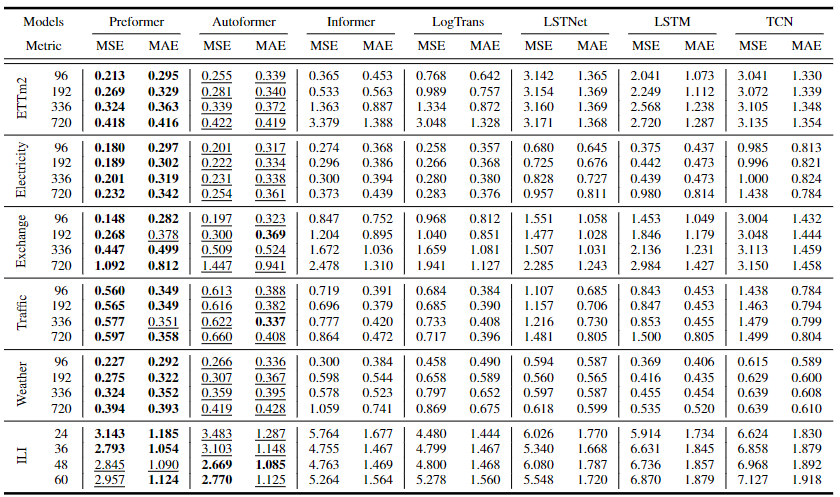 Models Preformer Autoformer Informer LogTrans LSTNet LSTM TCN
Metric MSE MAE MSE MAE MSE MAE MSE MAE MSE MAE MSE MAE MSE MAE
ETTm2
96 0.213 0.295 0.255 0.339 0.365 0.453 0.768 0.642 3.142 1.365 2.041 1.073 3.041 1.330
192 0.269 0.329 0.281 0.340 0.533 0.563 0.989 0.757 3.154 1.369 2.249 1.112 3.072 1.339
336 0.324 0.363 0.339 0.372 1.363 0.887 1.334 0.872 3.160 1.369 2.568 1.238 3.105 1.348
720 0.418 0.416 0.422 0.419 3.379 1.388 3.048 1.328 3.171 1.368 2.720 1.287 3.135 1.354
Electricity
96 0.180 0.297 0.201 0.317 0.274 0.368 0.258 0.357 0.680 0.645 0.375 0.437 0.985 0.813
192 0.189 0.302 0.222 0.334 0.296 0.386 0.266 0.368 0.725 0.676 0.442 0.473 0.996 0.821
336 0.201 0.319 0.231 0.338 0.300 0.394 0.280 0.380 0.828 0.727 0.439 0.473 1.000 0.824
720 0.232 0.342 0.254 0.361 0.373 0.439 0.283 0.376 0.957 0.811 0.980 0.814 1.438 0.784
Exchange
96 0.148 0.282 0.197 0.323 0.847 0.752 0.968 0.812 1.551 1.058 1.453 1.049 3.004 1.432
192 0.268 0.378 0.300 0.369 1.204 0.895 1.040 0.851 1.477 1.028 1.846 1.179 3.048 1.444
336 0.447 0.499 0.509 0.524 1.672 1.036 1.659 1.081 1.507 1.031 2.136 1.231 3.113 1.459
720 1.092 0.812 1.447 0.941 2.478 1.310 1.941 1.127 2.285 1.243 2.984 1.427 3.150 1.458
Traffic
96 0.560 0.349 0.613 0.388 0.719 0.391 0.684 0.384 1.107 0.685 0.843 0.453 1.438 0.784
192 0.565 0.349 0.616 0.382 0.696 0.379 0.685 0.390 1.157 0.706 0.847 0.453 1.463 0.794
336 0.577 0.351 0.622 0.337 0.777 0.420 0.733 0.408 1.216 0.730 0.853 0.455 1.479 0.799
720 0.597 0.358 0.660 0.408 0.864 0.472 0.717 0.396 1.481 0.805 1.500 0.805 1.499 0.804
Weather
96 0.227 0.292 0.266 0.336 0.300 0.384 0.458 0.490 0.594 0.587 0.369 0.406 0.615 0.589
192 0.275 0.322 0.307 0.367 0.598 0.544 0.658 0.589 0.560 0.565 0.416 0.435 0.629 0.600
336 0.324 0.352 0.359 0.395 0.578 0.523 0.797 0.652 0.597 0.587 0.455 0.454 0.639 0.608
720 0.394 0.393 0.419 0.428 1.059 0.741 0.869 0.675 0.618 0.599 0.535 0.520 0.639 0.610
ILI
24 3.143 1.185 3.483 1.287 5.764 1.677 4.480 1.444 6.026 1.770 5.914 1.734 6.624 1.830
36 2.793 1.054 3.103 1.148 4.755 1.467 4.799 1.467 5.340 1.668 6.631 1.845 6.858 1.879
48 2.845 1.090 2.669 1.085 4.763 1.469 4.800 1.468 6.080 1.787 6.736 1.857 6.968 1.892
60 2.957 1.124 2.770 1.125 5.264 1.564 5.278 1.560 5.548 1.720 6.870 1.879 7.127 1.918